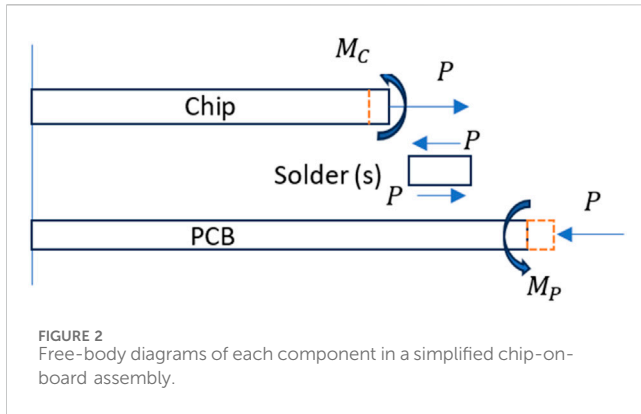 M_C
P
Chip
P
Solder (s)
P
P
PCB
M_P
FIGURE 2
Free-body diagrams of each component in a simplified chip-on-
board assembly.